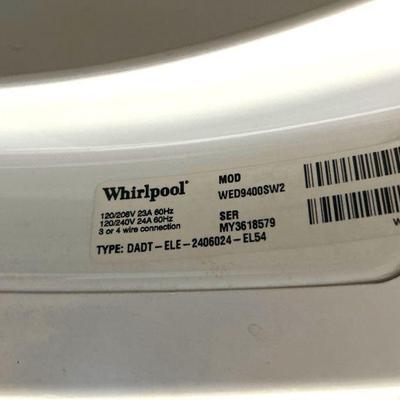 Whirlpool
120/208V 23A 60Hz
120/240V 24A 60Hz
3 or 4 wire connection
MOD
WED9400SW2
SER
MY3618579
TYPE: DADT-ELE-2406024-EL54